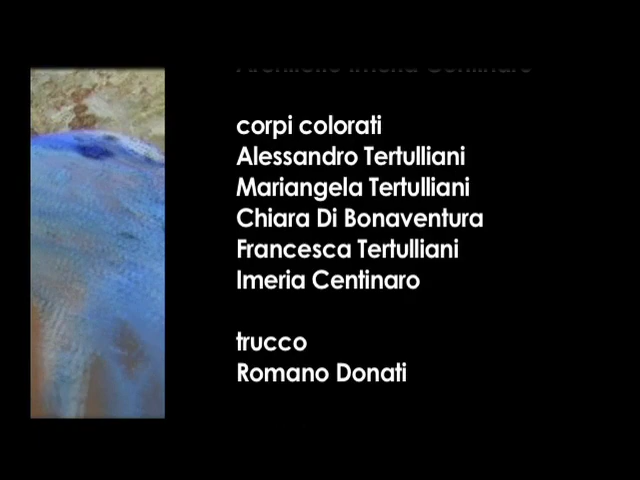 corpi colorati
Alessandro Tertulliani
Mariangela Tertulliani
Chiara Di Bonaventura
Francesca Tertulliani
Imeria Centinaro
trucco
Romano Donati